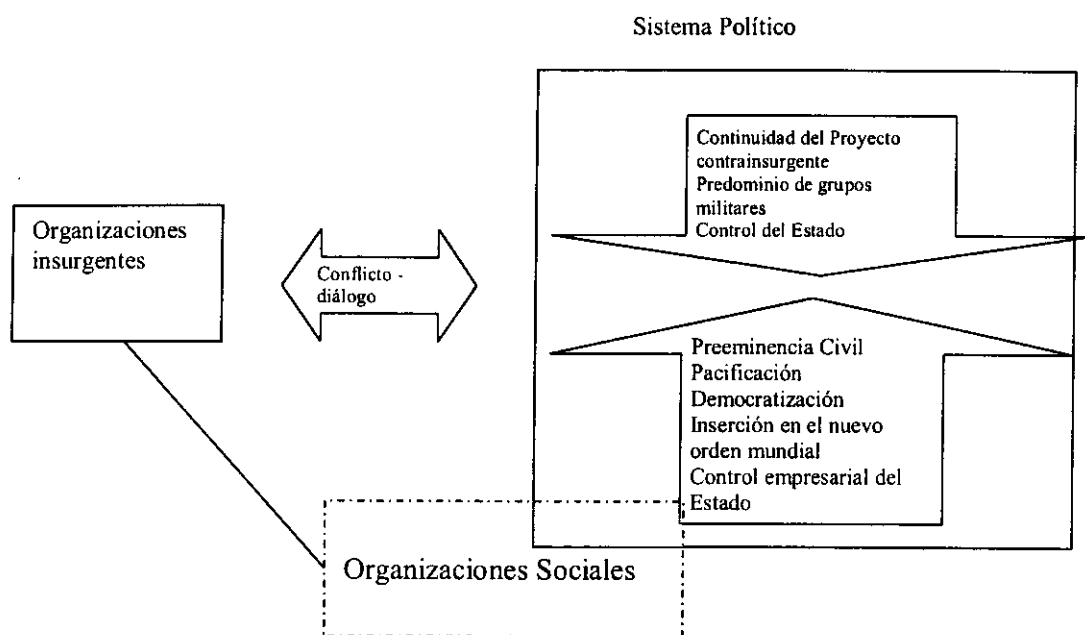 Sistema Político
Continuidad del Proyecto
contrainsurgente
Predominio de grupos
militares
Control del Estado
Organizaciones
insurgentes
Conflicto -
diálogo
Preeminencia Civil
Pacificación
Democratización
Inserción en el nuevo
orden mundial
Control empresarial del
Estado
Organizaciones Sociales